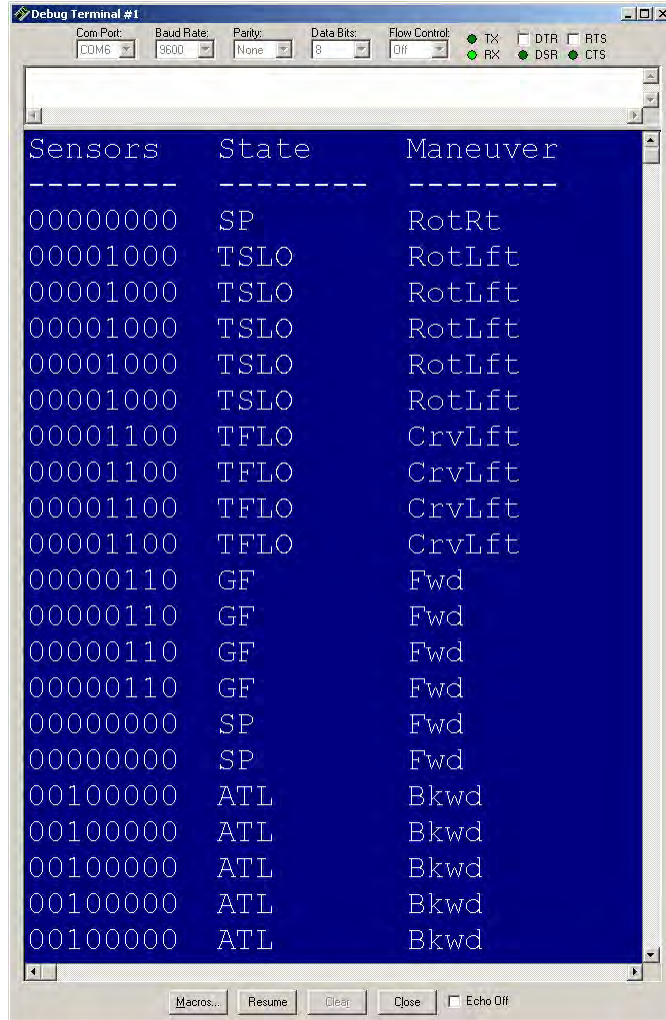 Debug Terminal #1
Com Port: Baud Rate: Parity: Data Bits: Flow Control: TX DTR RTS
COM6 9600 None 8 Off RX DSR CTS
Sensors State Maneuver
-------- -------- --------
00000000 SP RotRt
00001000 TSLO RotLft
00001000 TSLO RotLft
00001000 TSLO RotLft
00001000 TSLO RotLft
00001000 TSLO RotLft
00001100 TFLO CrvLft
00001100 TFLO CrvLft
00001100 TFLO CrvLft
00001100 TFLO CrvLft
00000110 GF Fwd
00000110 GF Fwd
00000110 GF Fwd
00000110 GF Fwd
00000000 SP Fwd
00000000 SP Fwd
00100000 ATL Bkwd
00100000 ATL Bkwd
00100000 ATL Bkwd
00100000 ATL Bkwd
00100000 ATL Bkwd
Macros... Resume Clear Close Echo Off